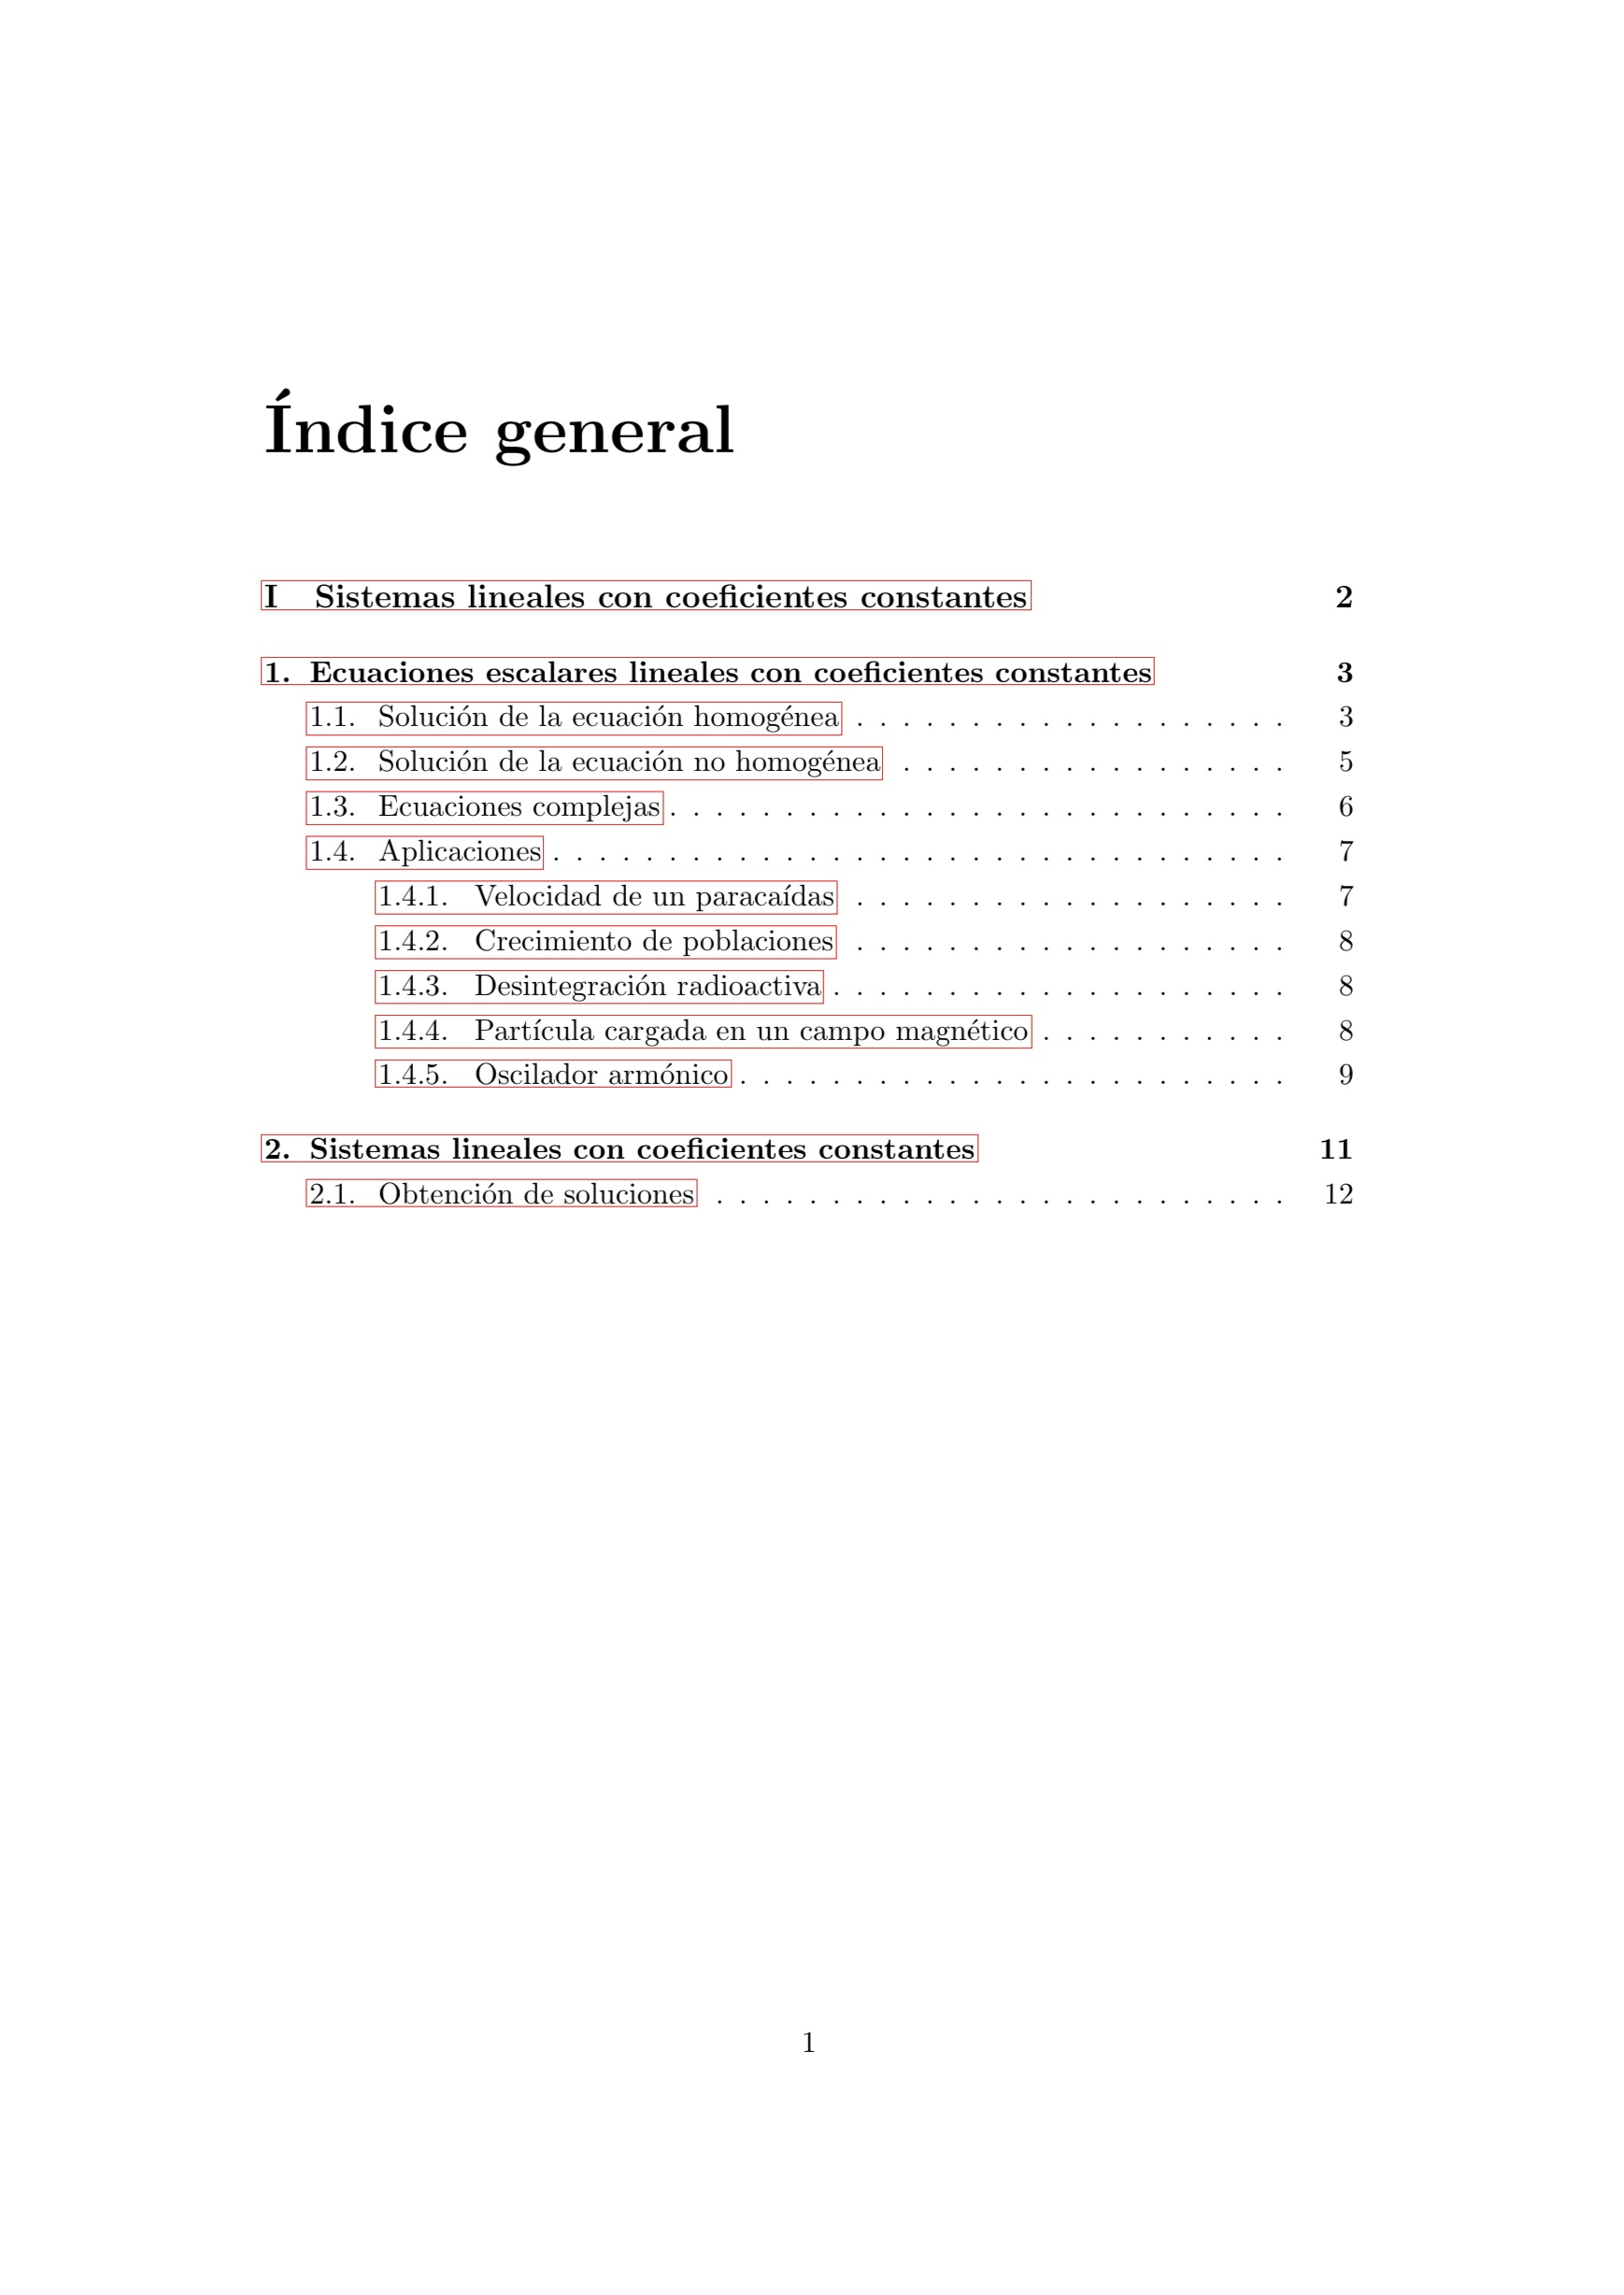 Índice general
I Sistemas lineales con coeficientes constantes 2
1. Ecuaciones escalares lineales con coeficientes constantes 3
1.1. Solución de la ecuación homogénea . . . . . . . . . . . . . . . . . . . 3
1.2. Solución de la ecuación no homogénea . . . . . . . . . . . . . . . . . 5
1.3. Ecuaciones complejas . . . . . . . . . . . . . . . . . . . . . . . . . . . 6
1.4. Aplicaciones . . . . . . . . . . . . . . . . . . . . . . . . . . . . . . . . 7
1.4.1. Velocidad de un paracaídas . . . . . . . . . . . . . . . . . . . 7
1.4.2. Crecimiento de poblaciones . . . . . . . . . . . . . . . . . . . 8
1.4.3. Desintegración radioactiva . . . . . . . . . . . . . . . . . . . . 8
1.4.4. Partícula cargada en un campo magnético . . . . . . . . . . . 8
1.4.5. Oscilador armónico . . . . . . . . . . . . . . . . . . . . . . . . 9
2. Sistemas lineales con coeficientes constantes 11
2.1. Obtención de soluciones . . . . . . . . . . . . . . . . . . . . . . . . . 12
1